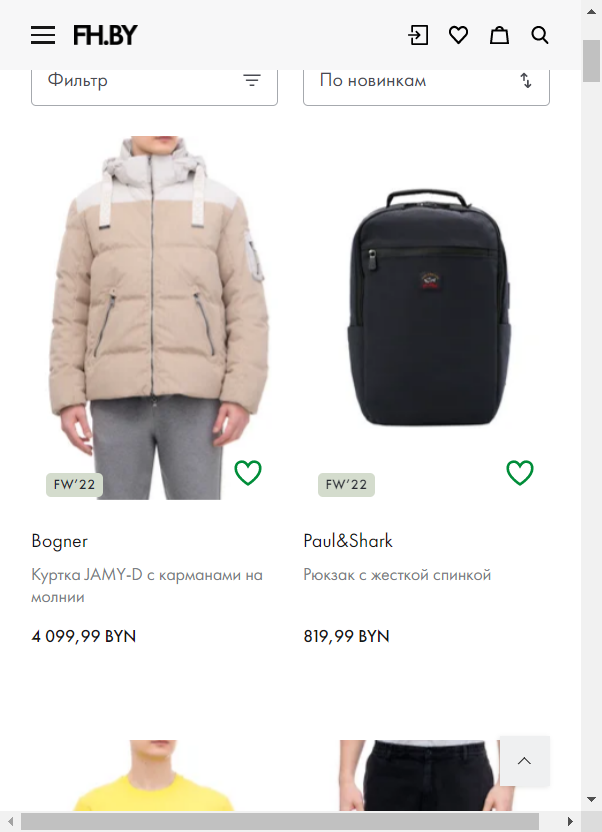 FH.BY
Фильтр
По новинкам
FW’22
FW’22
Bogner
Paul&Shark
Куртка JAMY-D с карманами на
молнии
Рюкзак с жесткой спинкой
4 099,99 BYN
819,99 BYN